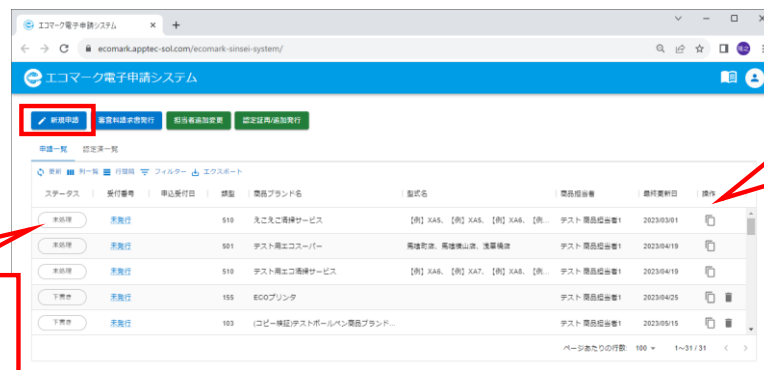 エコマーク電子申請システム
ecomark.apptec-sol.com/ecomark-sinsei-system/
エコマーク電子申請システム
新規申請 審査料請求書発行 担当者追加変更 認定証再/追加発行
申請一覧 認定済一覧
更新 列一覧 行間隔 フィルター エクスポート
ステータス 受付番号 申込受付日 類型 商品ブランド名 型式名 商品担当者 最終更新日 操作
未処理 未発行 510 えこえこ清掃サービス 【例】XA5、【例】XA5、【例】XA6、【例... テスト 商品担当者1 2023/03/01
未処理 未発行 501 テスト用エコスーパー 馬喰町店、馬喰横山店、浅草橋店 テスト 商品担当者1 2023/04/19
未処理 未発行 510 テスト用エコ清掃サービス 【例】XA6、【例】XA7、【例】XA8、【例... テスト 商品担当者1 2023/04/19
下書き 未発行 155 ECOプリンタ テスト 商品担当者1 2023/04/25
下書き 未発行 103 (コピー検証)テストボールペン商品ブランド... テスト 商品担当者1 2023/05/15
ページあたりの行数: 100 1~31 / 31